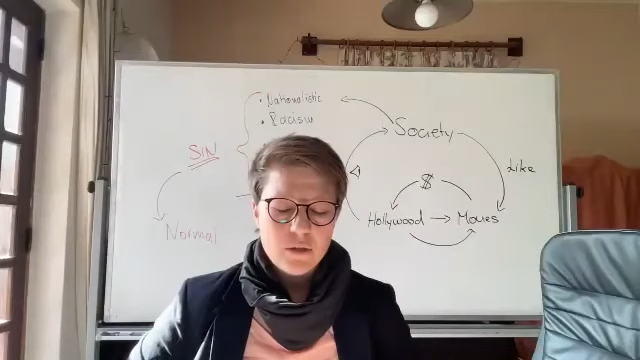 • Nationalistic
• Racism
SIN
Normal
Society
Like
$
Hollywood → Movies